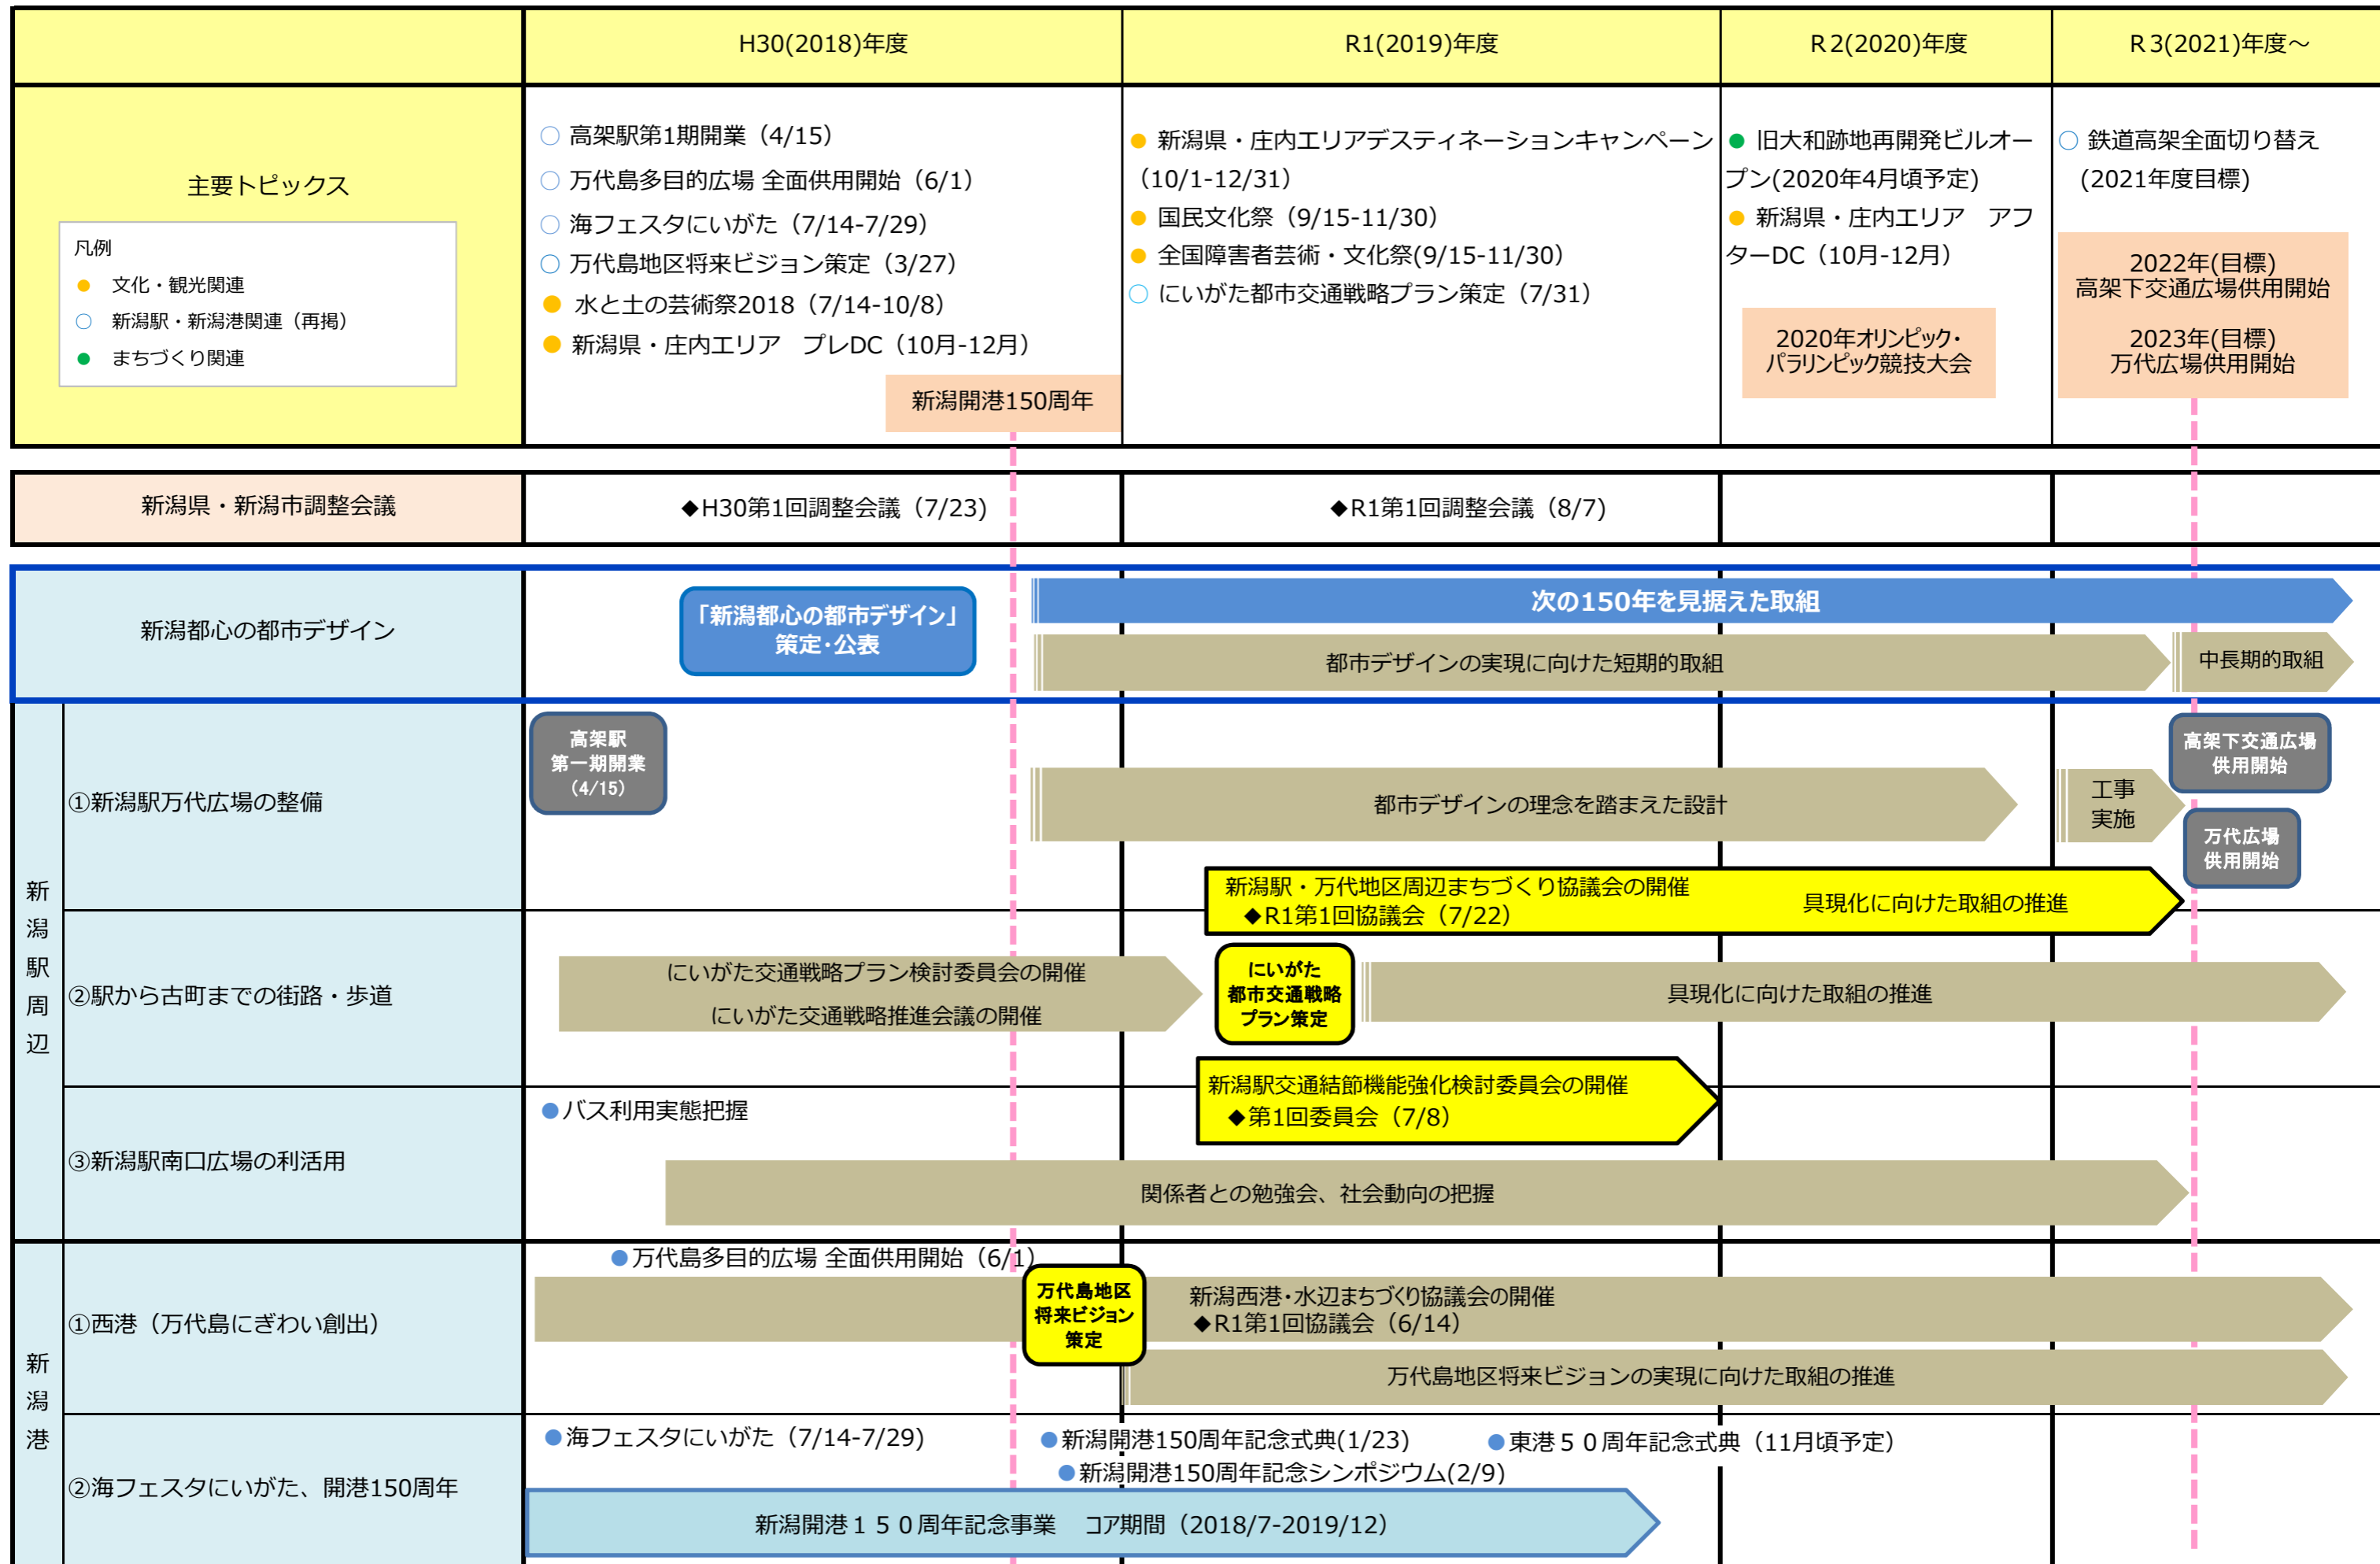 H30(2018)年度
R1(2019)年度
R２(2020)年度
R３(2021)年度～
主要トピックス
凡例
● 文化・観光関連
○ 新潟駅・新潟港関連（再掲）
● まちづくり関連
○ 高架駅第1期開業（4/15）
○ 万代島多目的広場 全面供用開始（6/1）
○ 海フェスタにいがた（7/14-7/29）
○ 万代島地区将来ビジョン策定（3/27）
● 水と土の芸術祭2018（7/14-10/8）
● 新潟県・庄内エリア　プレDC（10月-12月）
新潟開港150周年
● 新潟県・庄内エリアデスティネーションキャンペーン
（10/1-12/31）
● 国民文化祭（9/15-11/30）
● 全国障害者芸術・文化祭(9/15-11/30）
○ にいがた都市交通戦略プラン策定（7/31）
● 旧大和跡地再開発ビルオー
プン(2020年4月頃予定)
● 新潟県・庄内エリア　アフ
ターDC（10月-12月）
2020年オリンピック・
パラリンピック競技大会
○ 鉄道高架全面切り替え
(2021年度目標)
2022年(目標)
高架下交通広場供用開始
2023年(目標)
万代広場供用開始
新潟県・新潟市調整会議
◆H30第1回調整会議（7/23)
◆R1第1回調整会議（8/7)
新潟都心の都市デザイン
「新潟都心の都市デザイン」
策定・公表
次の150年を見据えた取組
都市デザインの実現に向けた短期的取組
中長期的取組
新潟駅周辺
①新潟駅万代広場の整備
高架駅
第一期開業
（4/15）
都市デザインの理念を踏まえた設計
工事
実施
高架下交通広場
供用開始
万代広場
供用開始
新潟駅・万代地区周辺まちづくり協議会の開催
◆R1第1回協議会（7/22）
具現化に向けた取組の推進
②駅から古町までの街路・歩道
にいがた交通戦略プラン検討委員会の開催
にいがた交通戦略推進会議の開催
にいがた
都市交通戦略
プラン策定
具現化に向けた取組の推進
新潟駅交通結節機能強化検討委員会の開催
◆第1回委員会（7/8）
③新潟駅南口広場の利活用
●バス利用実態把握
関係者との勉強会、社会動向の把握
新潟港
①西港（万代島にぎわい創出）
●万代島多目的広場 全面供用開始（6/1）
万代島地区
将来ビジョン
策定
新潟西港・水辺まちづくり協議会の開催
◆R1第1回協議会（6/14）
万代島地区将来ビジョンの実現に向けた取組の推進
②海フェスタにいがた、開港150周年
●海フェスタにいがた（7/14-7/29）
●新潟開港150周年記念式典(1/23)
●東港５０周年記念式典（11月頃予定）
●新潟開港150周年記念シンポジウム(2/9)
新潟開港１５０周年記念事業　コア期間（2018/7-2019/12）